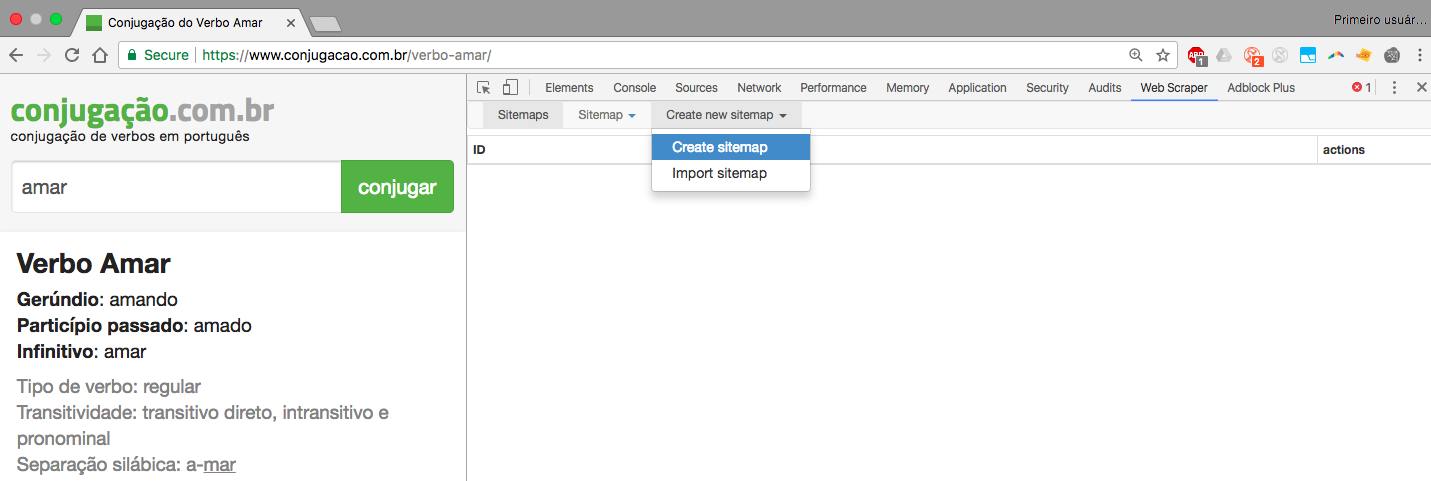 Conjugação do Verbo Amar
Primeiro usuár...
Secure https://www.conjugacao.com.br/verbo-amar/
1
2
conjugação.com.br
conjugação de verbos em português
amar conjugar
Verbo Amar
Gerúndio: amando
Particípio passado: amado
Infinitivo: amar
Tipo de verbo: regular
Transitividade: transitivo direto, intransitivo e
pronominal
Separação silábica: a-mar
Elements Console Sources Network Performance Memory Application Security Audits Web Scraper Adblock Plus 1
Sitemaps Sitemap Create new sitemap
Create sitemap
Import sitemap
ID actions